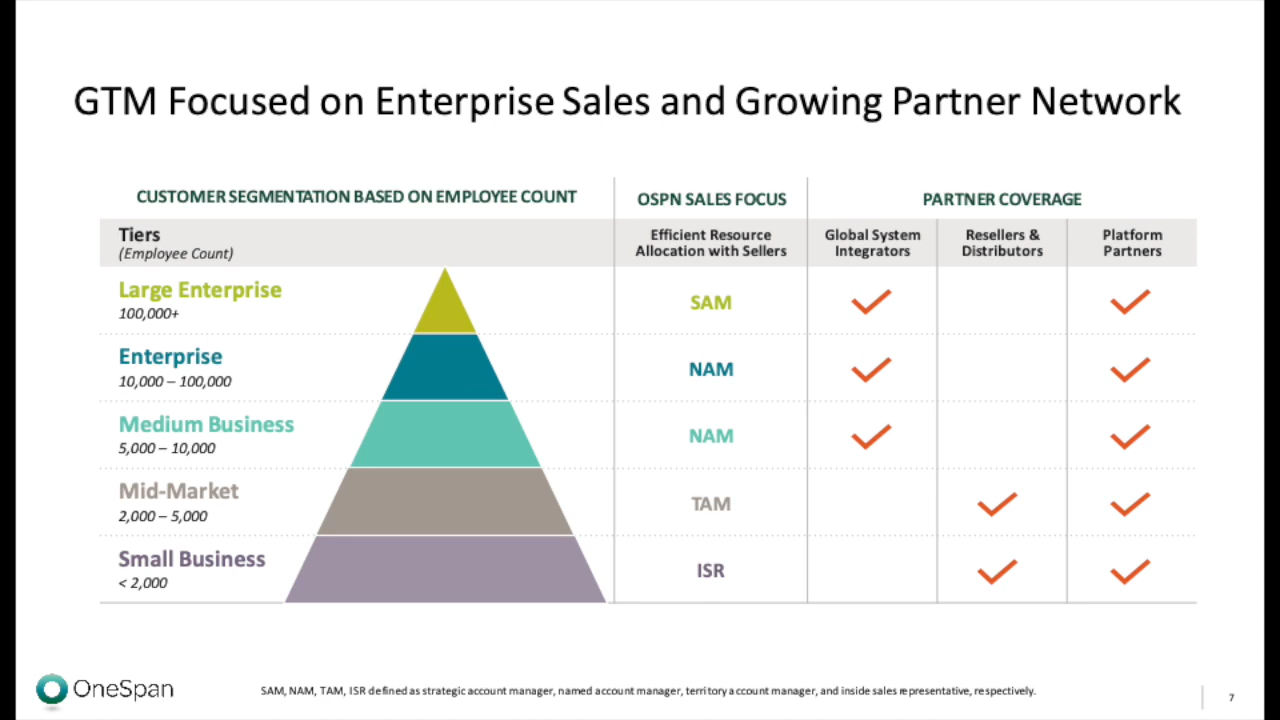 GTM Focused on Enterprise Sales and Growing Partner Network
CUSTOMER SEGMENTATION BASED ON EMPLOYEE COUNT
OSPN SALES FOCUS
PARTNER COVERAGE
Tiers
(Employee Count)
Efficient Resource
Allocation with Sellers
Global System
Integrators
Resellers &
Distributors
Platform
Partners
Large Enterprise
100,000+
SAM
Enterprise
10,000 – 100,000
NAM
Medium Business
5,000 – 10,000
NAM
Mid-Market
2,000 – 5,000
TAM
Small Business
< 2,000
ISR
OneSpan
SAM, NAM, TAM, ISR defined as strategic account manager, named account manager, territory account manager, and inside sales representative, respectively.
7